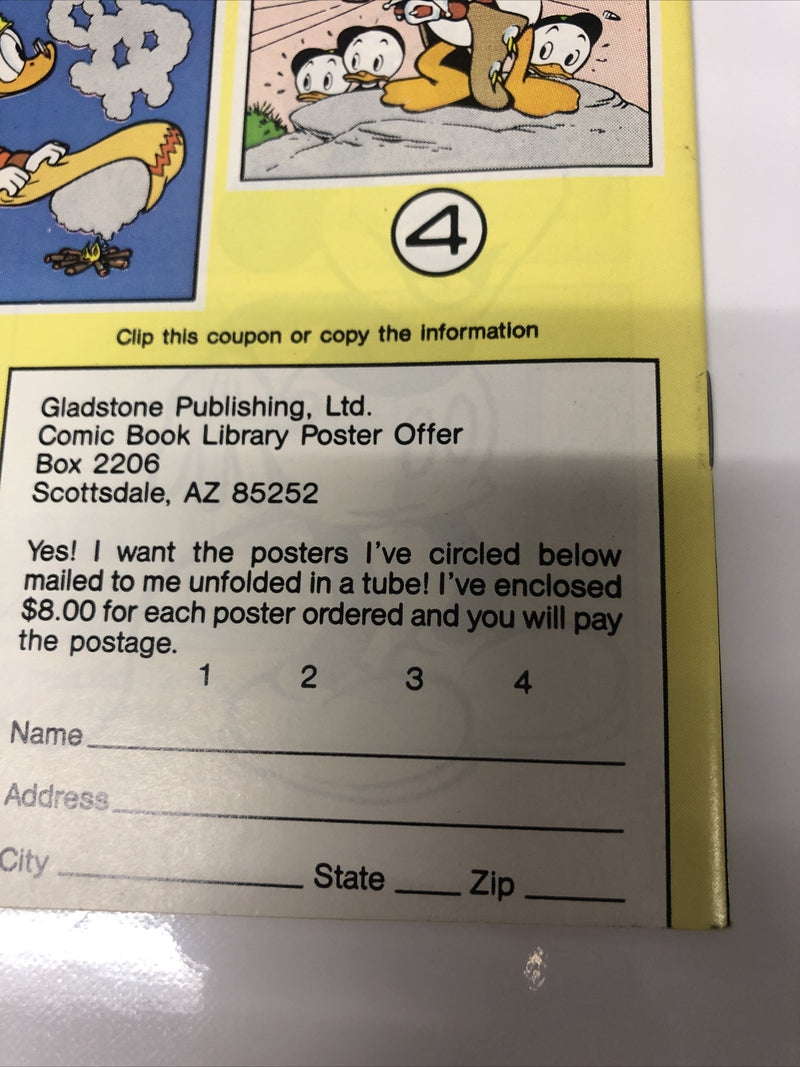 4
Clip this coupon or copy the information
Gladstone Publishing, Ltd.
Comic Book Library Poster Offer
Box 2206
Scottsdale, AZ 85252
Yes! I want the posters I've circled below
mailed to me unfolded in a tube! I've enclosed
$8.00 for each poster ordered and you will pay
the postage.
1 2 3 4
Name
Address
City State Zip